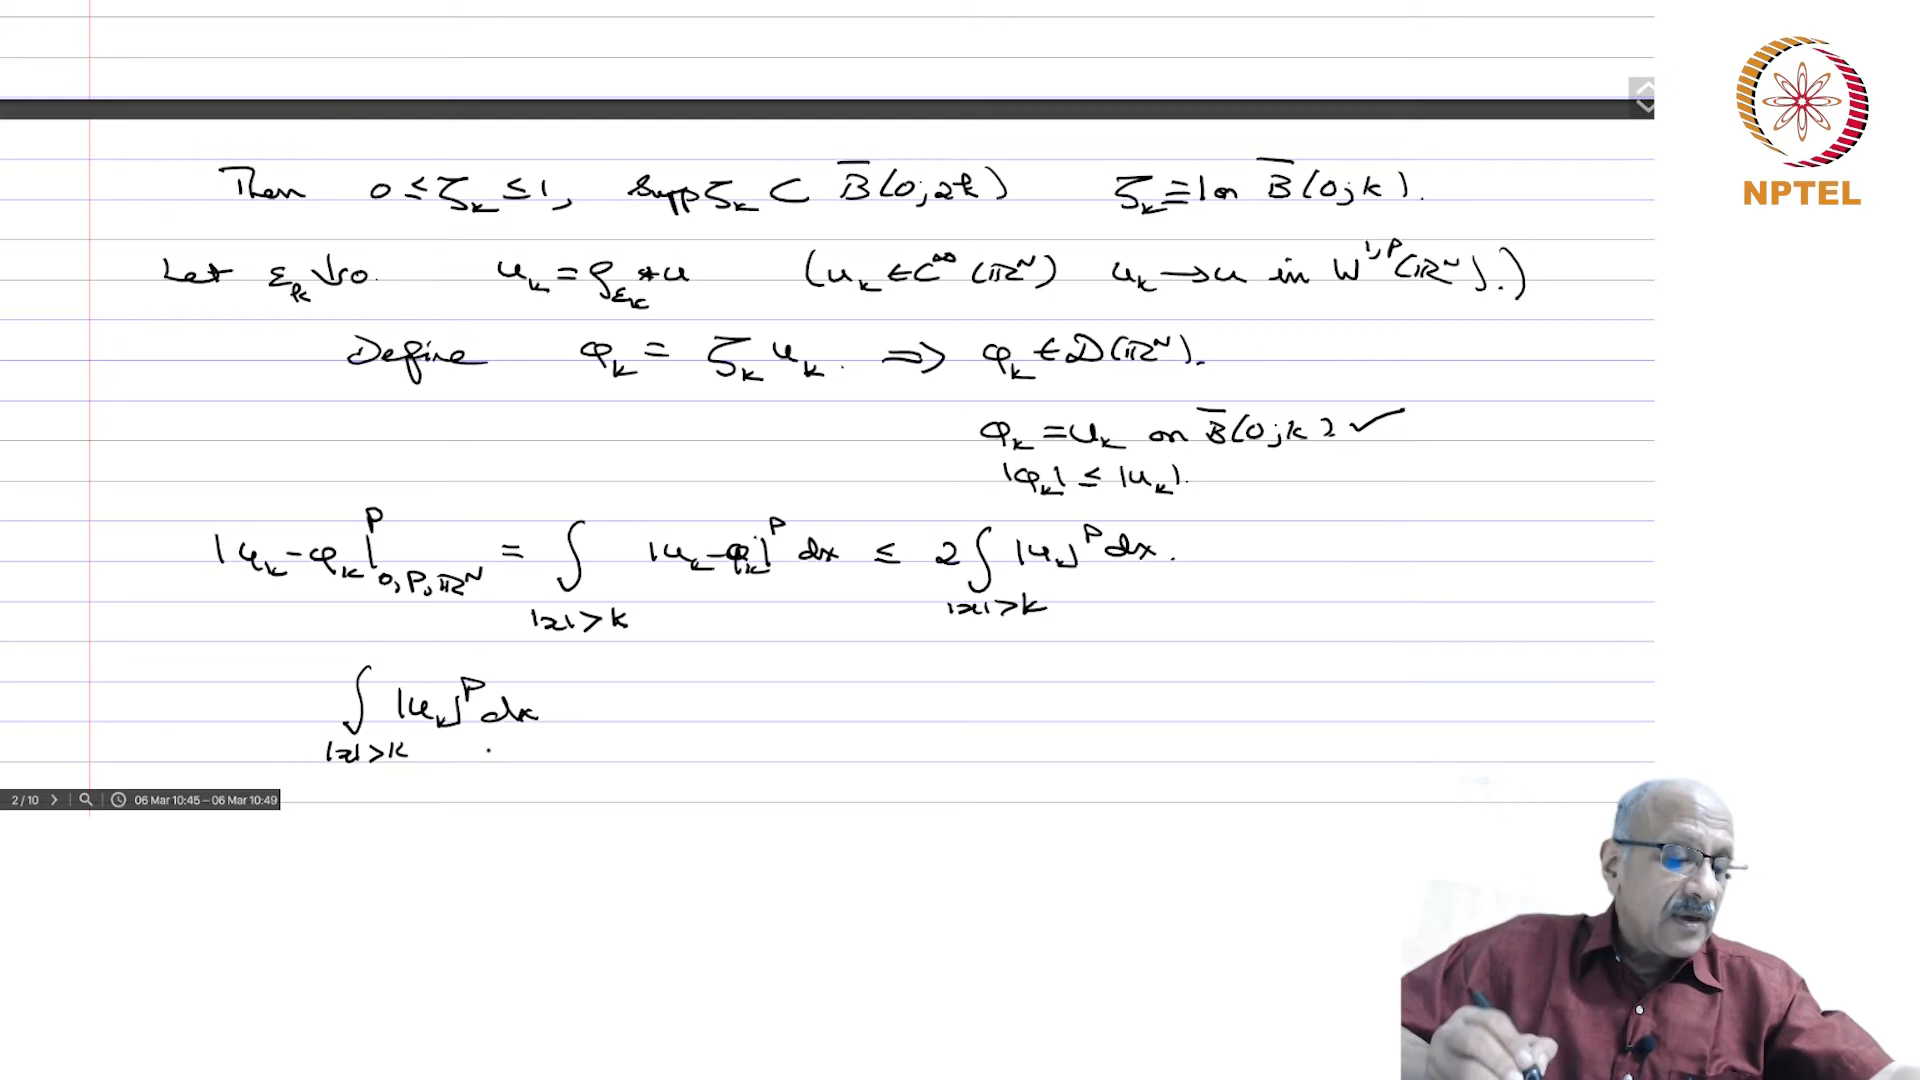 Then 0 ≤ ζ_k ≤ 1, supp ζ_k ⊂ B̅(0;2k) ζ_k ≡ 1 on B̅(0;k).
Let ε_k ↓ 0. u_k = ρ_{ε_k} * u (u_k ∈ C^∞(ℝ^N) u_k → u in W^{1,p}(ℝ^N).)
Define φ_k = ζ_k u_k. ⇒ φ_k ∈ D(ℝ^N).
φ_k = u_k on B̅(0;k) ✓
|φ_k| ≤ |u_k|.
|u_k - φ_k|^p_{0,p,ℝ^N} = ∫_{|x|>k} |u_k - φ_k|^p dx ≤ 2 ∫_{|x|>k} |u_k|^p dx.
∫_{|x|>k} |u_k|^p dx
2 / 10 > 06 Mar 10:45 – 06 Mar 10:49
NPTEL